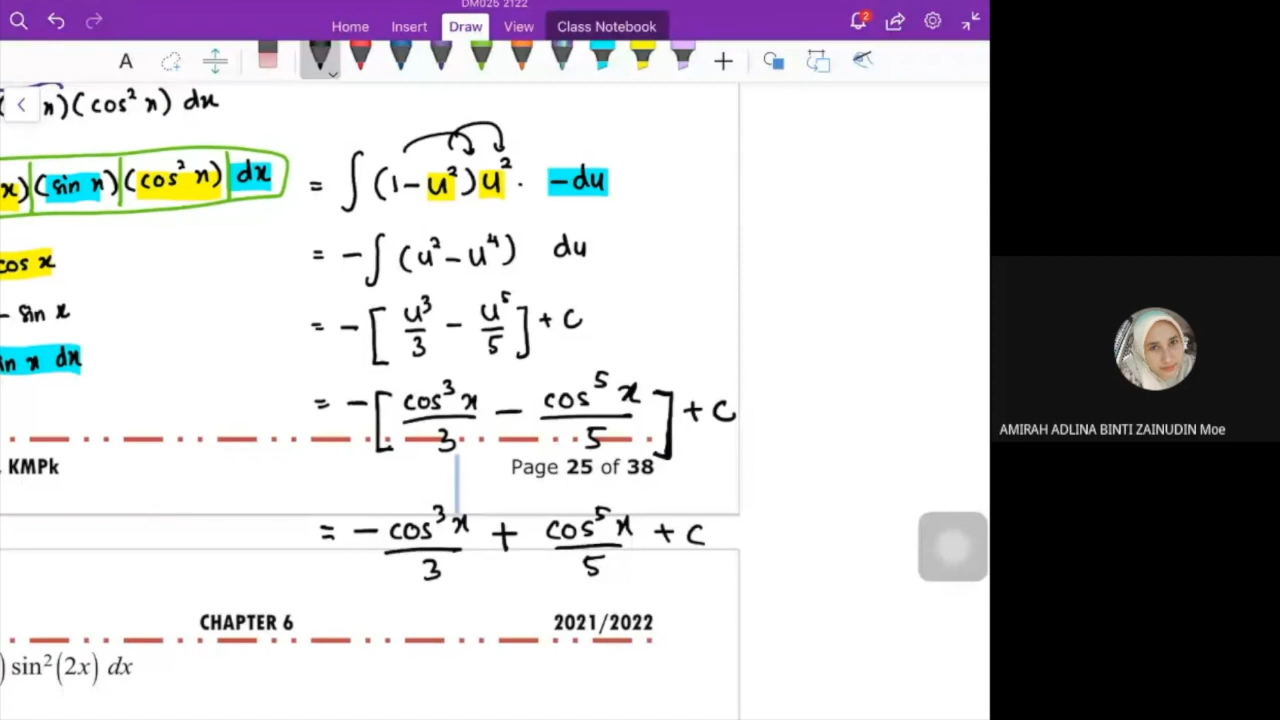 DM025 2122
Home Insert Draw View Class Notebook
2
A
x)(cos² x) dx
x)(sin x)(cos² x) dx = ∫ (1 − u²) u² · −du
= −∫ (u² − u⁴) du
cos x
− sin x
= −[u³/3 − u⁵/5] + c
in x dx
= −[cos³x/3 − cos⁵x/5] + c
AMIRAH ADLINA BINTI ZAINUDIN Moe
KMPk Page 25 of 38
= −cos³x/3 + cos⁵x/5 + c
CHAPTER 6 2021/2022
) sin²(2x) dx